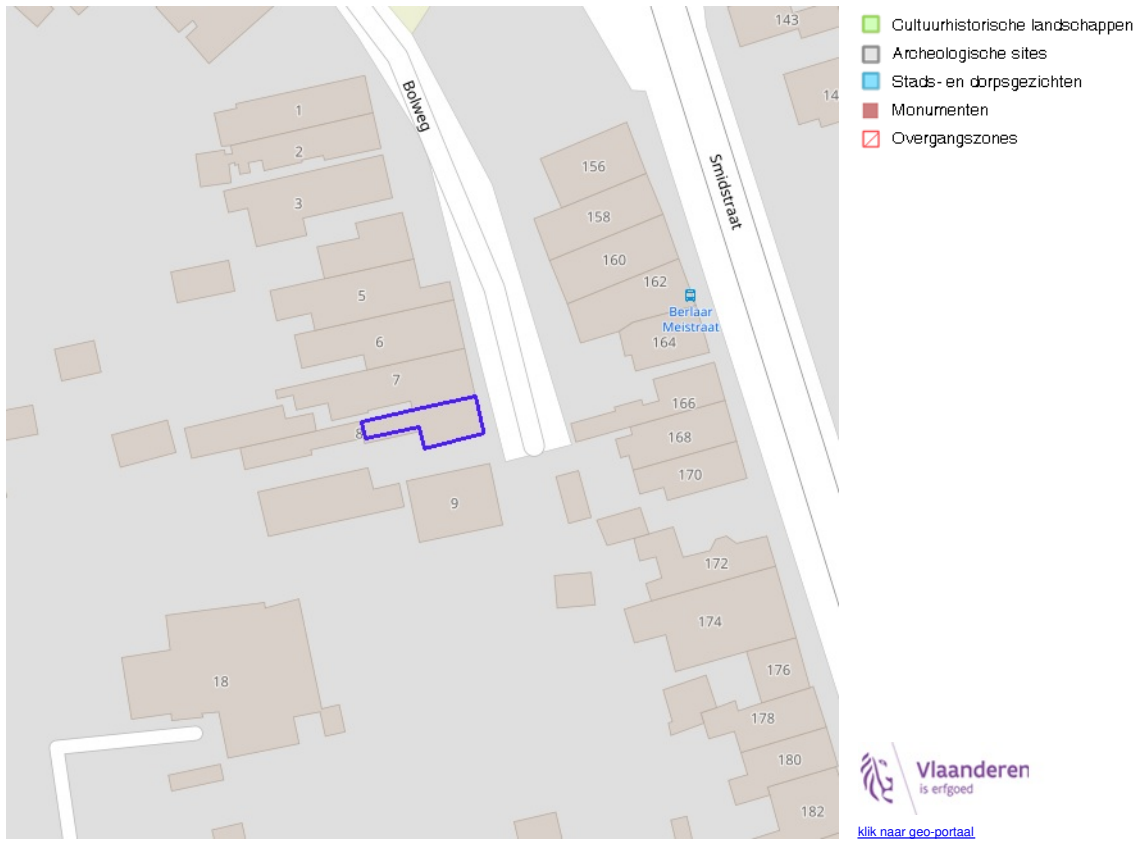 143
14
Bolweg
1
2
3
5
6
7
8
9
18
Smidstraat
156
158
160
162
Berlaar
Meistraat
164
166
168
170
172
174
176
178
180
182
Cultuurhistorische landschappen
Archeologische sites
Stads- en dorpsgezichten
Monumenten
Overgangszones
Vlaanderen
is erfgoed
klik naar geo-portaal